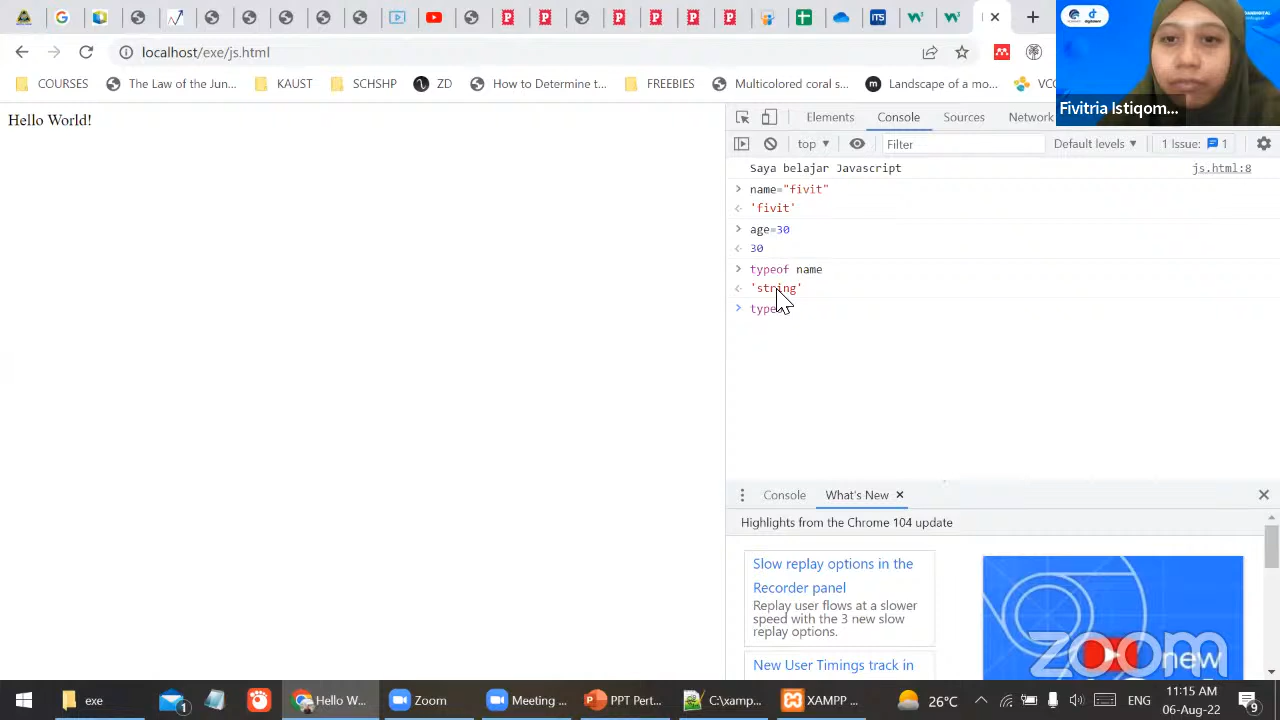 localhost/exe/js.html
COURSES
The Law of the Jun...
KAUST
SCHSHP
ZD
How to Determine t...
FREEBIES
Multicolored coral s...
Landscape of a mo...
Fivitria Istiqom...
Hello World!
Elements
Console
Sources
Network
top
Filter
Default levels
1 Issue: 1
Saya belajar Javascript
js.html:8
name="fivit"
'fivit'
age=30
30
typeof name
'string'
Console
What's New
Highlights from the Chrome 104 update
Slow replay options in the
Recorder panel
Replay user flows at a slower
speed with the 3 new slow
replay options.
New User Timings track in
new
zoom
exe
1
Hello W...
Zoom
Meeting ...
PPT Pert...
C:\xamp...
XAMPP ...
26°C
ENG
11:15 AM
06-Aug-22
9